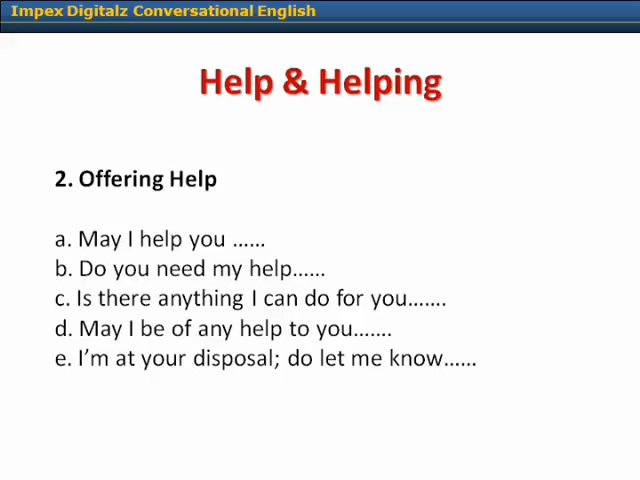 Impex Digitalz Conversational English
Help & Helping
2. Offering Help
a. May I help you ......
b. Do you need my help......
c. Is there anything I can do for you.......
d. May I be of any help to you.......
e. I'm at your disposal; do let me know......